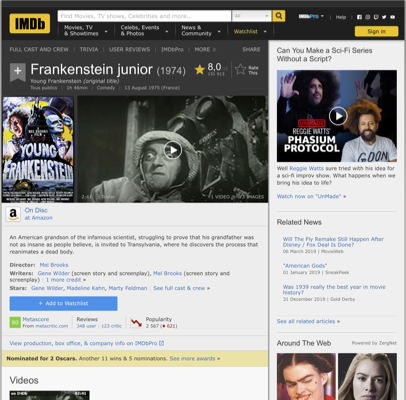 IMDb
Find Movies, TV shows, Celebrities and more...
All
Movies, TV
& Showtimes
Celebs, Events
& Photos
News &
Community
Watchlist
IMDbPro
Help
Sign in
FULL CAST AND CREW | TRIVIA | USER REVIEWS | IMDbPro | MORE
SHARE
Frankenstein junior (1974)
Young Frankenstein (original title)
Tous publics | 1h 46min | Comedy | 13 August 1975 (France)
8,0
Rate
This
MEL BROOKS
YOUNG
FRANKENSTEIN
2:46
1 VIDEO
IMAGES
On Disc
at Amazon
An American grandson of the infamous scientist, struggling to prove that his grandfather was
not as insane as people believe, is invited to Transylvania, where he discovers the process that
reanimates a dead body.
Director: Mel Brooks
Writers: Gene Wilder (screen story and screenplay), Mel Brooks (screen story and
screenplay) | 1 more credit »
Stars: Gene Wilder, Madeline Kahn, Marty Feldman | See full cast & crew »
+ Add to Watchlist
80
Metascore
From metacritic.com
Reviews
348 user | 123 critic
Popularity
2 567 (621)
View production, box office, & company info on IMDbPro
Nominated for 2 Oscars. Another 11 wins & 5 nominations. See more awards »
Videos
Can You Make a Sci-Fi Series
Without a Script?
REGGIE WATTS'
PHASIUM
PROTOCOL
Well Reggie Watts sure tried with his idea for
a sci-fi improv show. What happens when we
bring his idea to life?
Watch now on "UnMade" »
Related News
Will The Fly Remake Still Happen After
Disney / Fox Deal Is Done?
06 March 2019 | MovieWeb
"American Gods"
01 January 2019 | SneakPeek
Was 1939 really the best year in movie
history?
31 December 2018 | Gold Derby
See all related articles »
Around The Web
Powered by ZergNet